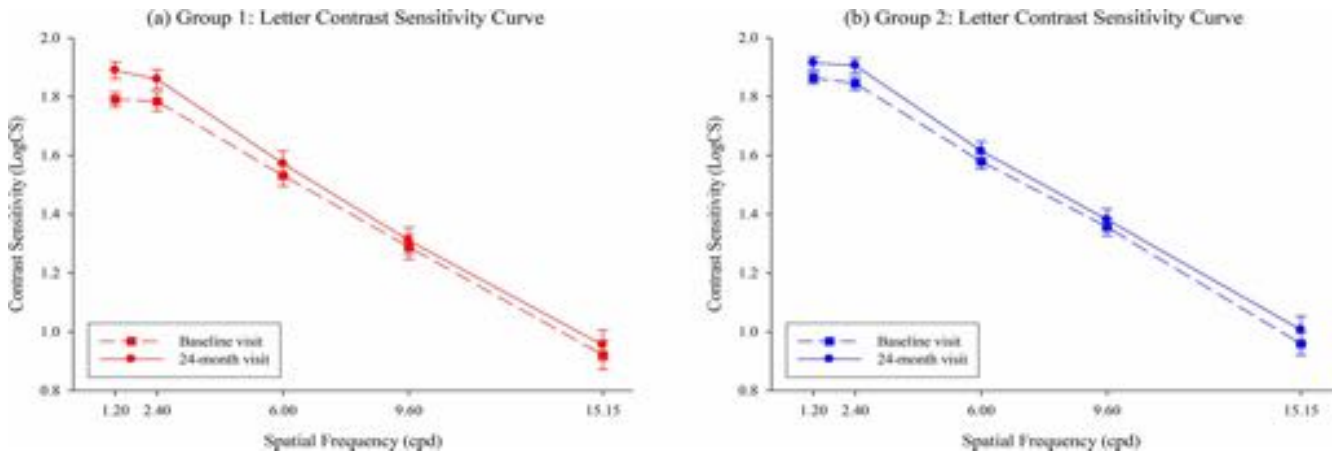 (a) Group 1: Letter Contrast Sensitivity Curve
Contrast Sensitivity (LogCS)
2.0
1.8
1.6
1.4
1.2
1.0
0.8
Baseline visit
24-month visit
1.20 2.40 6.00 9.60 15.15
Spatial Frequency (cpd)
(b) Group 2: Letter Contrast Sensitivity Curve
Contrast Sensitivity (LogCS)
2.0
1.8
1.6
1.4
1.2
1.0
0.8
Baseline visit
24-month visit
1.20 2.40 6.00 9.60 15.15
Spatial Frequency (cpd)